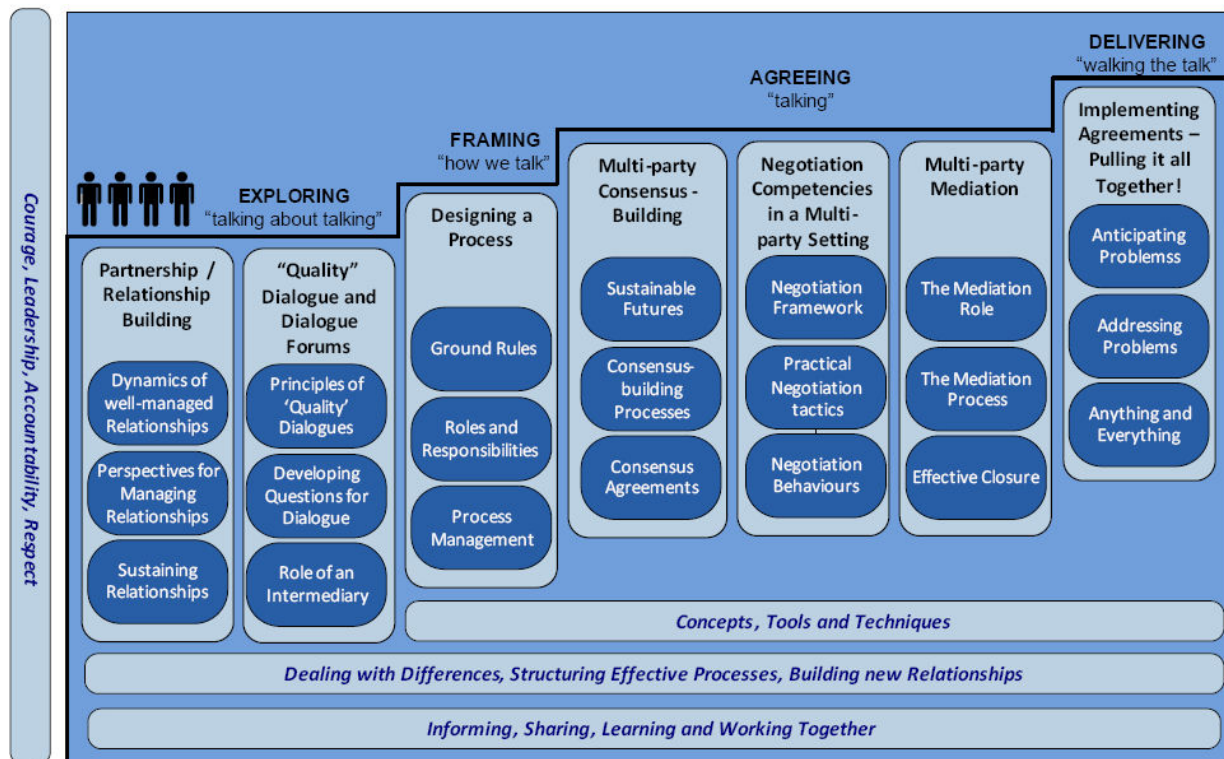 Courage, Leadership, Accountability, Respect
EXPLORING
“talking about talking”
FRAMING
“how we talk”
AGREEING
“talking”
DELIVERING
“walking the talk”
Partnership /
Relationship
Building
Dynamics of
well-managed
Relationships
Perspectives for
Managing
Relationships
Sustaining
Relationships
“Quality”
Dialogue and
Dialogue
Forums
Principles of
‘Quality’
Dialogues
Developing
Questions for
Dialogue
Role of an
Intermediary
Designing a
Process
Ground Rules
Roles and
Responsibilities
Process
Management
Multi-party
Consensus -
Building
Sustainable
Futures
Consensus-
building
Processes
Consensus
Agreements
Negotiation
Competencies
in a Multi-
party Setting
Negotiation
Framework
Practical
Negotiation
tactics
Negotiation
Behaviours
Multi-party
Mediation
The Mediation
Role
The Mediation
Process
Effective Closure
Implementing
Agreements –
Pulling it all
Together!
Anticipating
Problemss
Addressing
Problems
Anything and
Everything
Concepts, Tools and Techniques
Dealing with Differences, Structuring Effective Processes, Building new Relationships
Informing, Sharing, Learning and Working Together